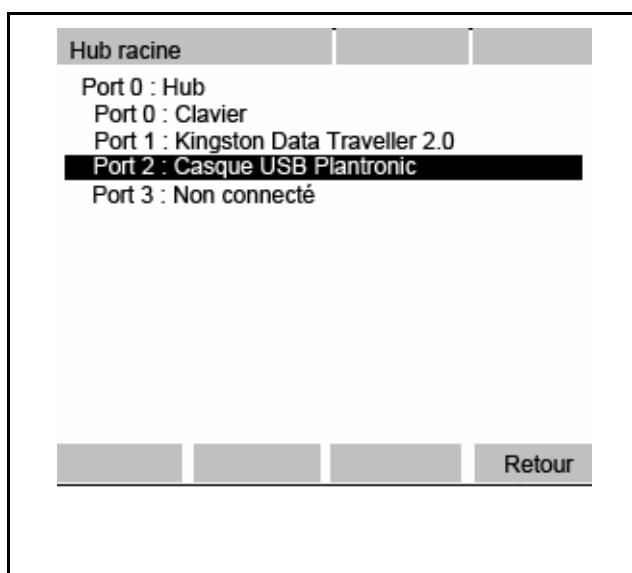 Hub racine
Port 0 : Hub
Port 0 : Clavier
Port 1 : Kingston Data Traveller 2.0
Port 2 : Casque USB Plantronic
Port 3 : Non connecté
Retour